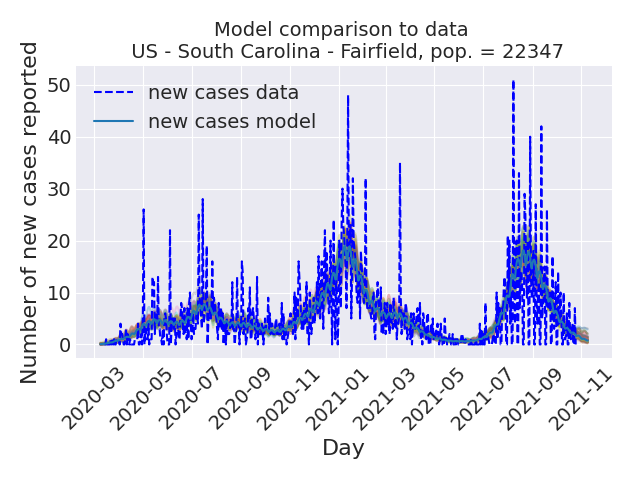 Model comparison to data
US - South Carolina - Fairfield, pop. = 22347
Number of new cases reported
50
40
30
20
10
0
new cases data
new cases model
2020-03
2020-05
2020-07
2020-09
2020-11
2021-01
2021-03
2021-05
2021-07
2021-09
2021-11
Day